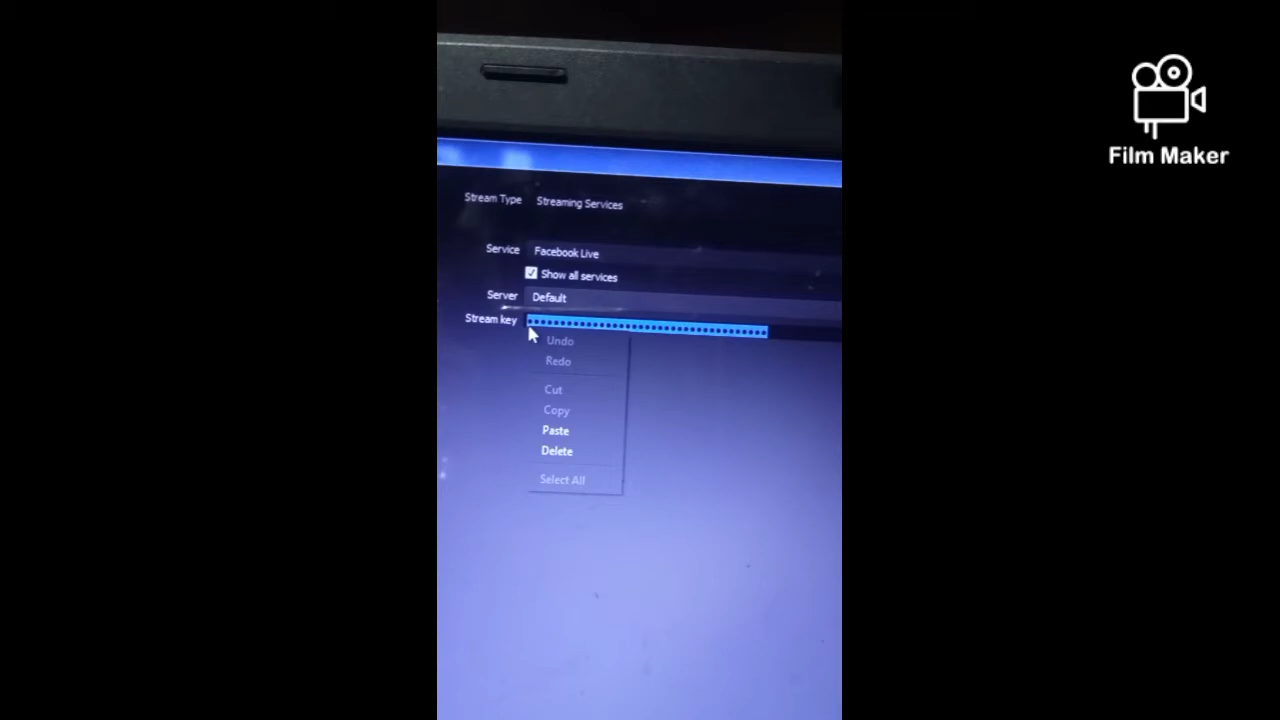 Film Maker
Stream Type Streaming Services
Service Facebook Live
Show all services
Server Default
Stream key
Undo
Redo
Cut
Copy
Paste
Delete
Select All